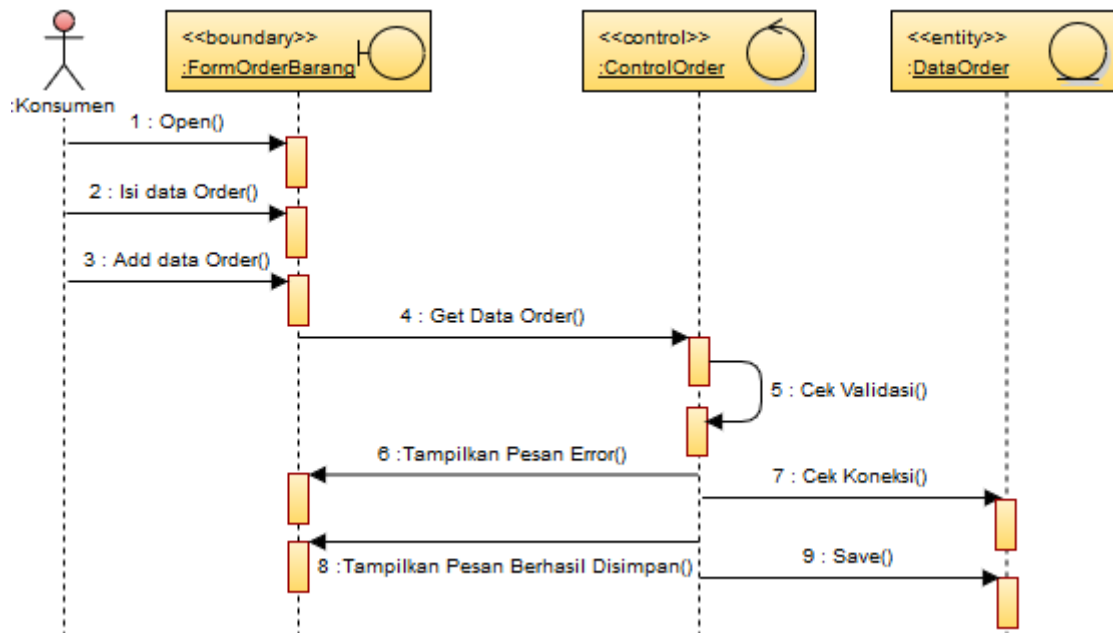 <<boundary>>
:FormOrderBarang
<<control>>
:ControlOrder
<<entity>>
:DataOrder
:Konsumen
1 : Open()
2 : Isi data Order()
3 : Add data Order()
4 : Get Data Order()
5 : Cek Validasi()
6 :Tampilkan Pesan Error()
7 : Cek Koneksi()
8 :Tampilkan Pesan Berhasil Disimpan()
9 : Save()